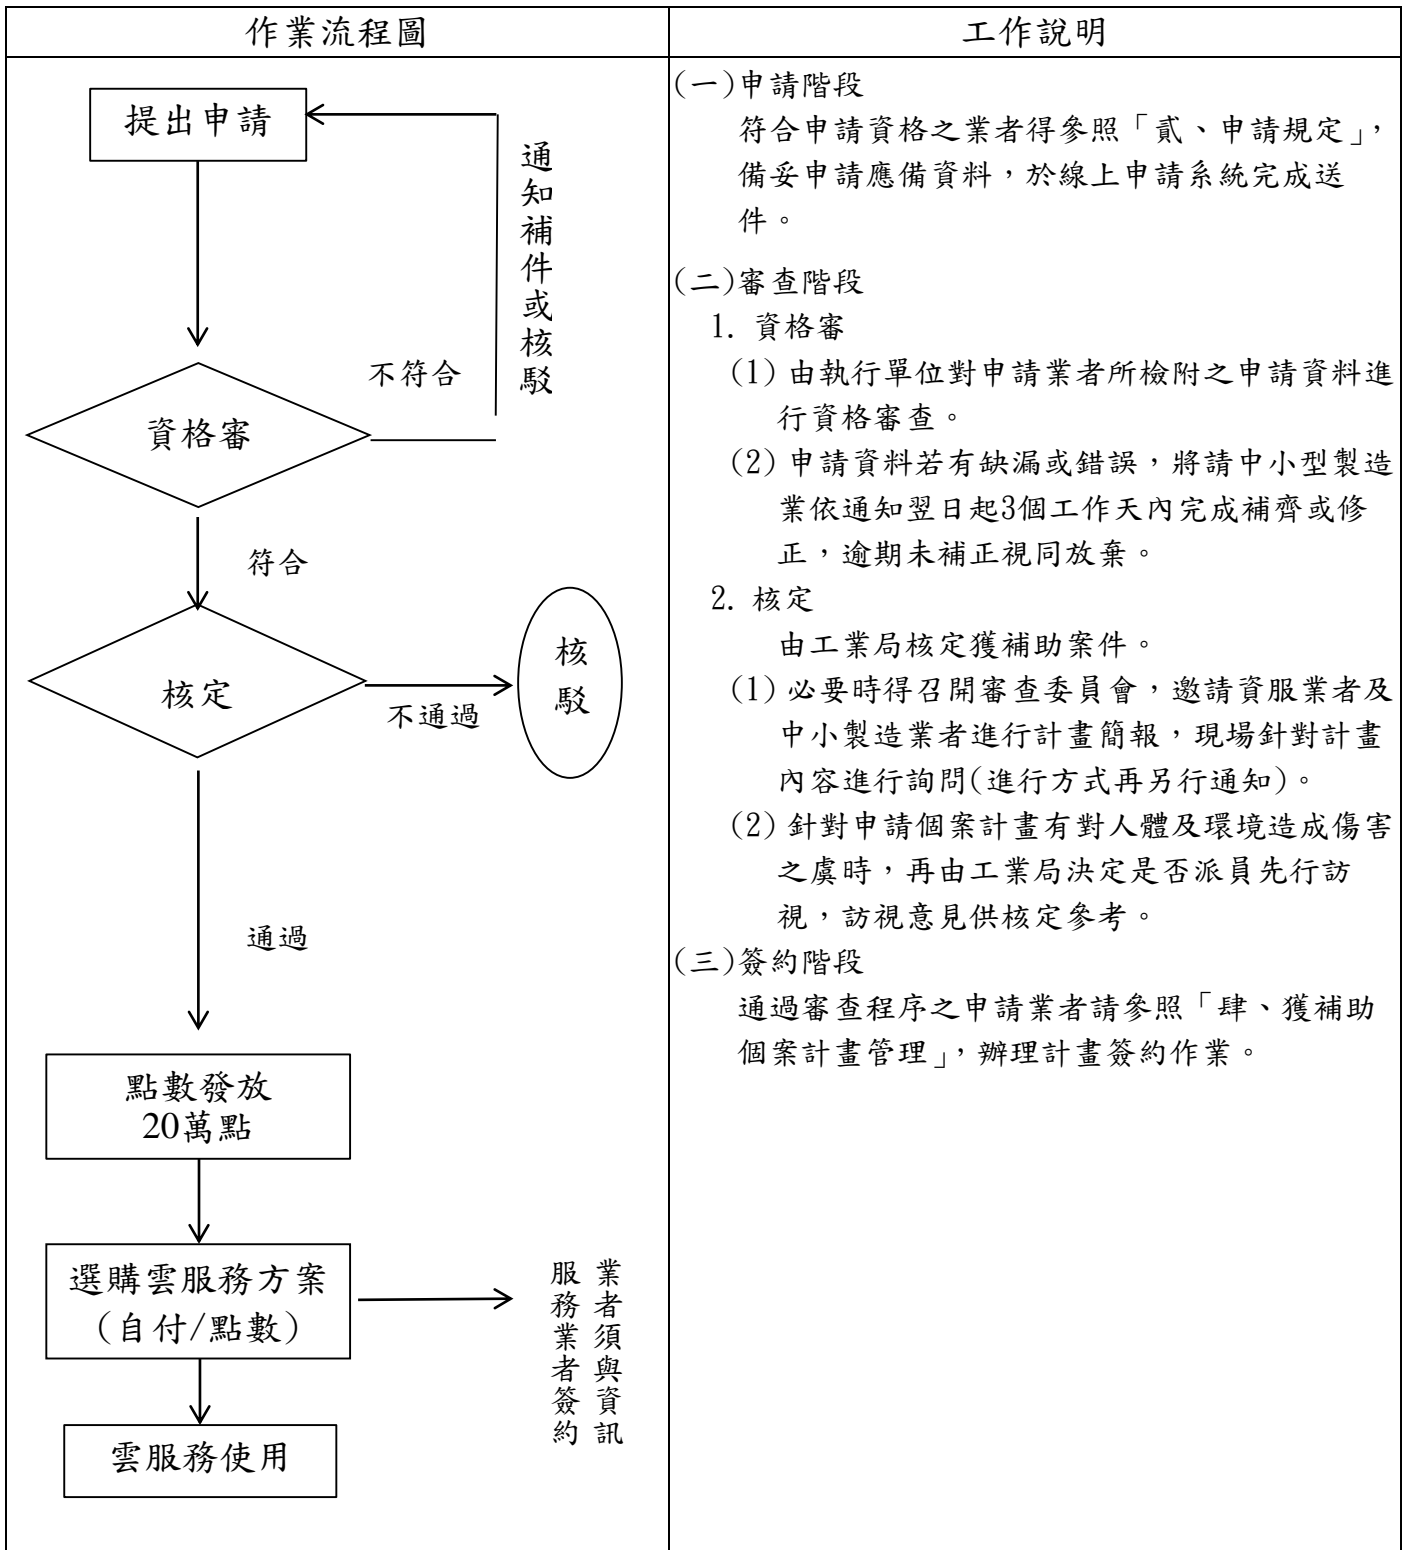 作業流程圖
提出申請
通知補件或核駁
不符合
資格審
符合
核定
不通過
核駁
通過
點數發放
20萬點
選購雲服務方案
(自付/點數)
業者須與資訊
服務業者簽約
雲服務使用
工作說明
(一)申請階段
符合申請資格之業者得參照「貳、申請規定」，
備妥申請應備資料，於線上申請系統完成送
件。
(二)審查階段
1. 資格審
(1) 由執行單位對申請業者所檢附之申請資料進
行資格審查。
(2) 申請資料若有缺漏或錯誤，將請中小型製造
業依通知翌日起3個工作天內完成補齊或修
正，逾期未補正視同放棄。
2. 核定
由工業局核定獲補助案件。
(1) 必要時得召開審查委員會，邀請資服業者及
中小製造業者進行計畫簡報，現場針對計畫
內容進行詢問(進行方式再另行通知)。
(2) 針對申請個案計畫有對人體及環境造成傷害
之虞時，再由工業局決定是否派員先行訪
視，訪視意見供核定參考。
(三)簽約階段
通過審查程序之申請業者請參照「肆、獲補助
個案計畫管理」，辦理計畫簽約作業。